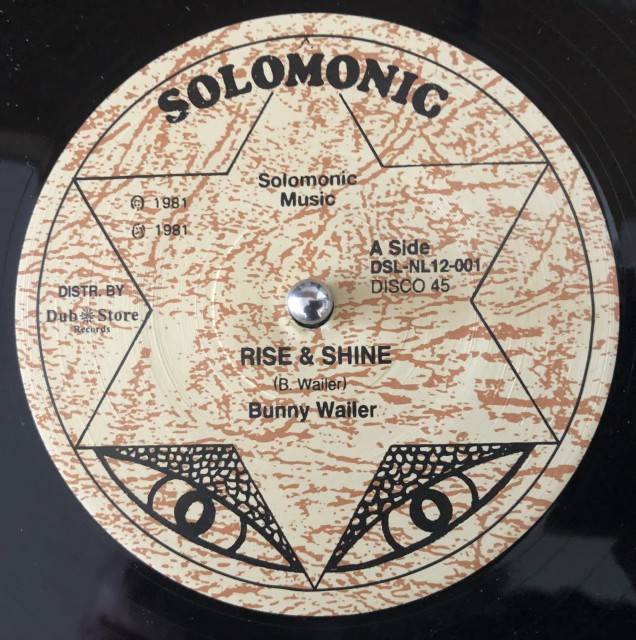 SOLOMONIC
Solomonic
Music
℗ 1981
© 1981
A Side
DSL-NL12-001
DISCO 45
DISTR. BY
Dub Store
Records
RISE & SHINE
(B. Wailer)
Bunny Wailer